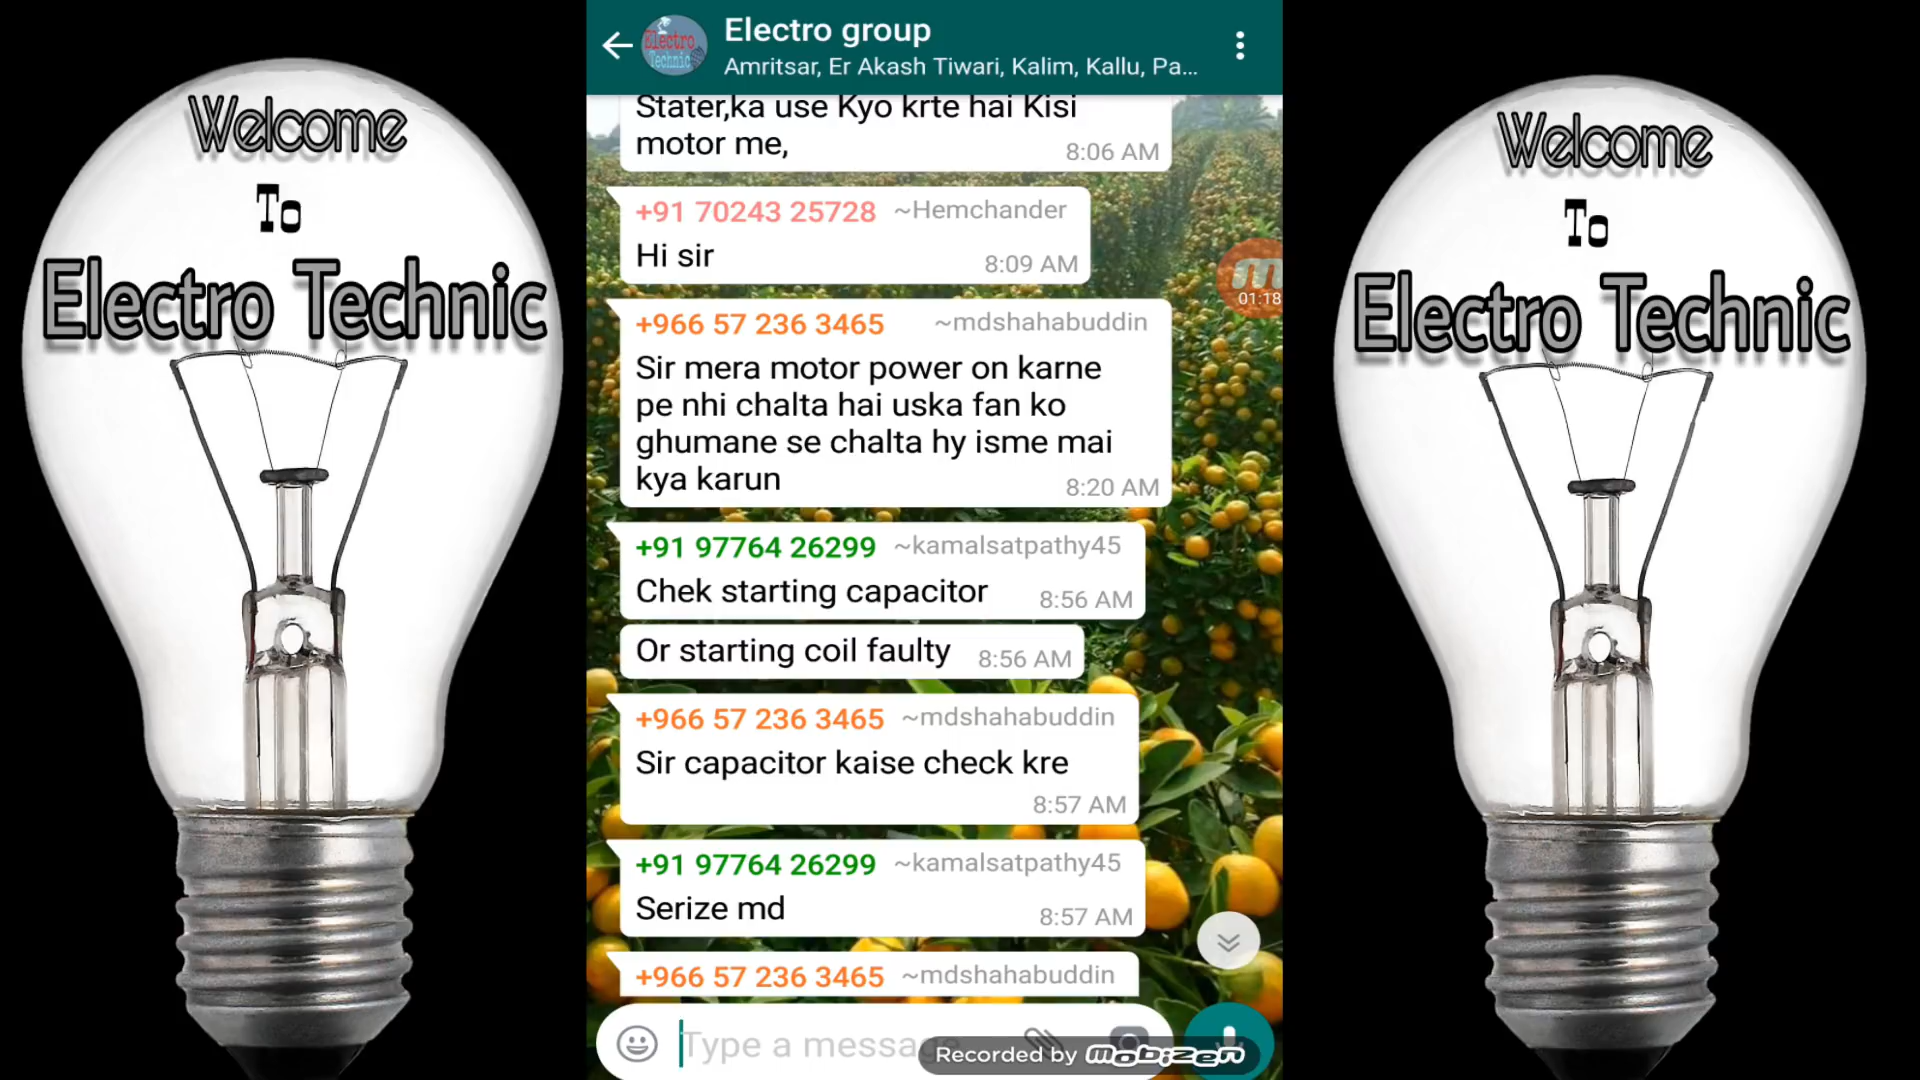 Welcome
To
Electro Technic
Electro group
Electro
Technic
Amritsar, Er Akash Tiwari, Kalim, Kallu, Pa...
Stater,ka use Kyo krte hai Kisi
motor me,
8:06 AM
+91 70243 25728 ~Hemchander
Hi sir
8:09 AM
+966 57 236 3465 ~mdshahabuddin
Sir mera motor power on karne
pe nhi chalta hai uska fan ko
ghumane se chalta hy isme mai
kya karun
8:20 AM
+91 97764 26299 ~kamalsatpathy45
Chek starting capacitor
8:56 AM
Or starting coil faulty
8:56 AM
+966 57 236 3465 ~mdshahabuddin
Sir capacitor kaise check kre
8:57 AM
+91 97764 26299 ~kamalsatpathy45
Serize md
8:57 AM
+966 57 236 3465 ~mdshahabuddin
Type a message
Recorded by mobizen
01:18
Welcome
To
Electro Technic